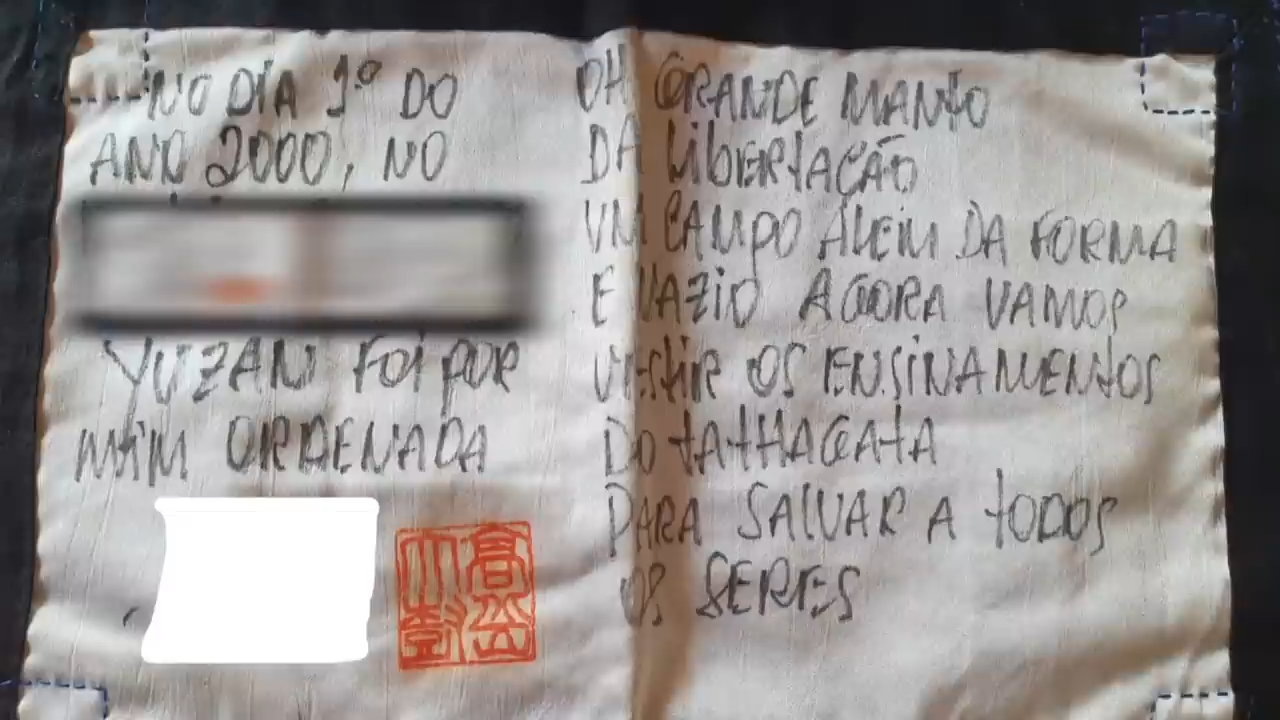 NO DIA 1º DO
ANO 2000, NO
YUZAN FOI POR
MIM ORDENADA
OH GRANDE MANTO
DA LIBERTAÇÃO
UM CAMPO ALEM DA FORMA
E VAZIO AGORA VAMOS
VESTIR OS ENSINAMENTOS
DO TATHAGATA
PARA SALVAR A TODOS
OS SERES